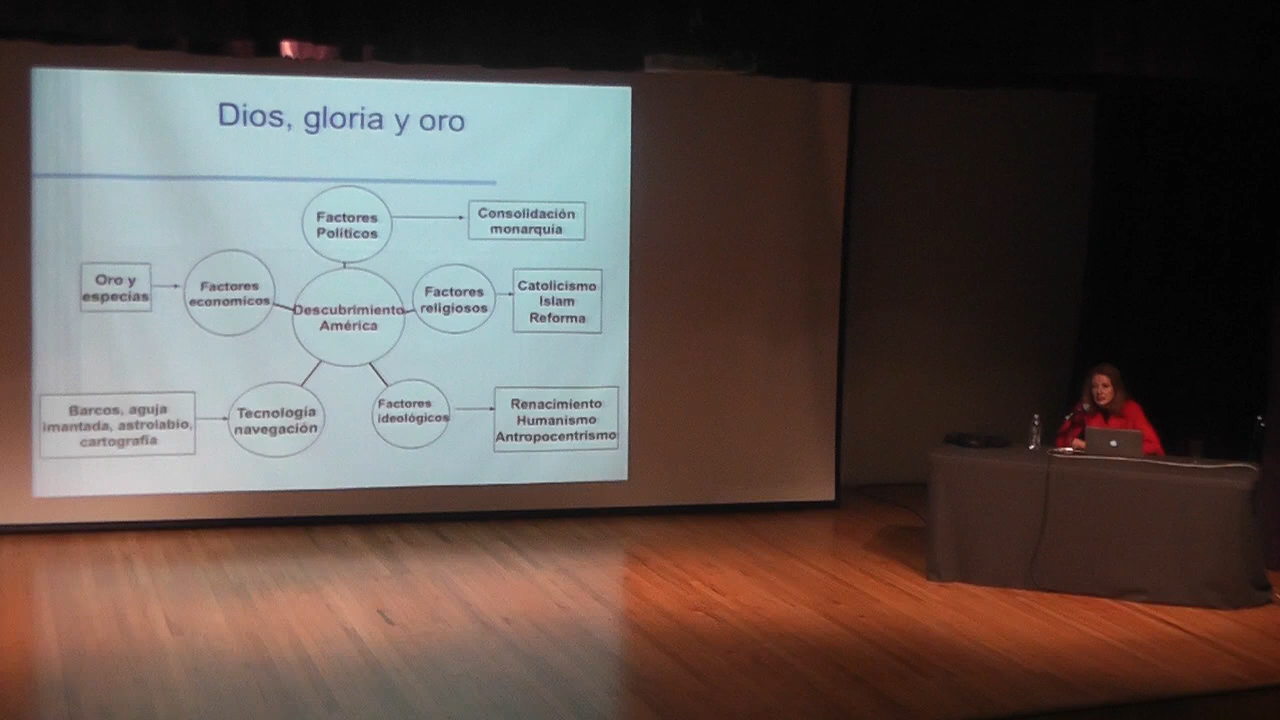 Dios, gloria y oro
Factores
Políticos
Consolidación
monarquía
Oro y
especias
Factores
economicos
Descubrimiento
América
Factores
religiosos
Catolicismo
Islam
Reforma
Barcos, aguja
imantada, astrolabio,
cartografía
Tecnología
navegación
Factores
ideológicos
Renacimiento
Humanismo
Antropocentrismo